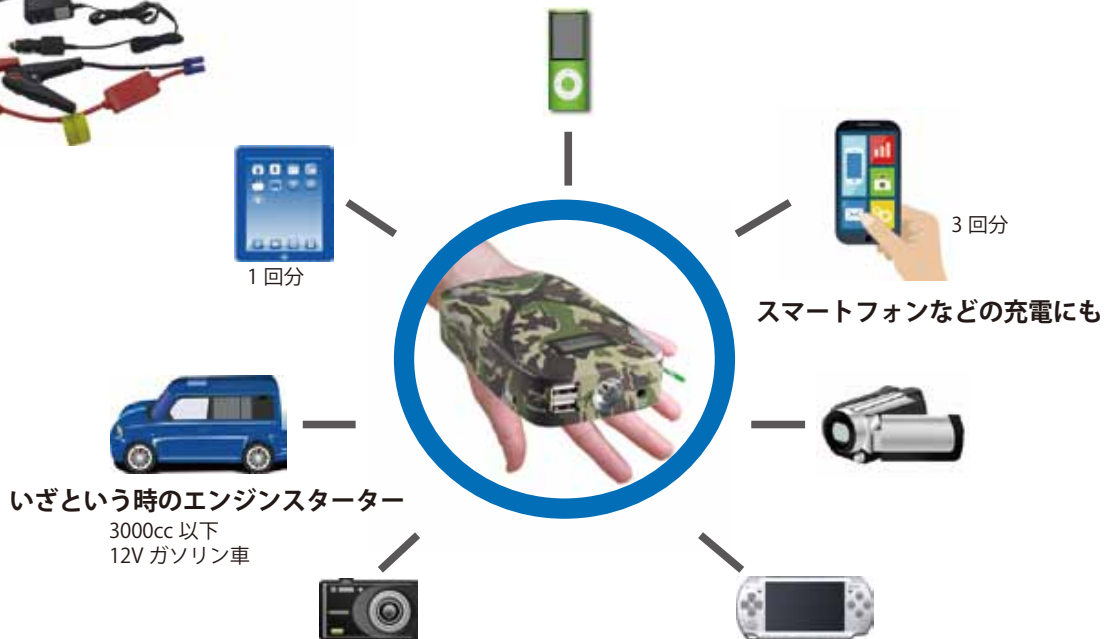 1 回分
3 回分
スマートフォンなどの充電にも
いざという時のエンジンスターター
3000cc 以下
12V ガソリン車